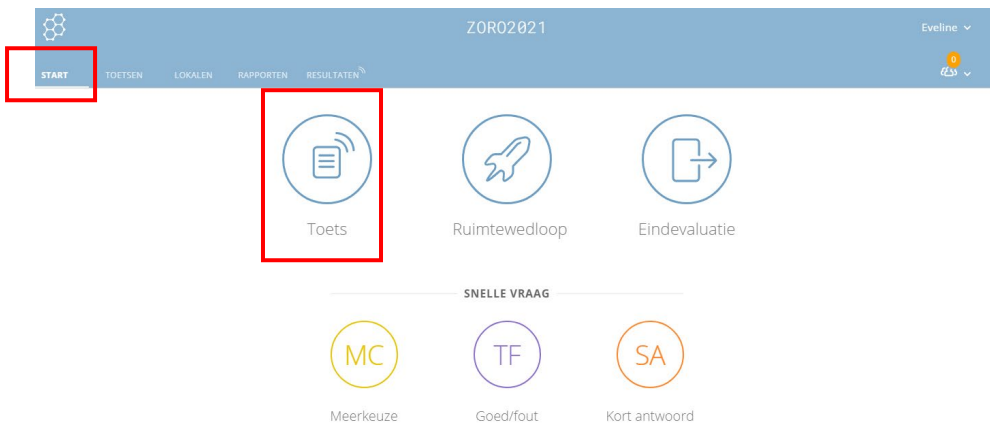 ZORO2021
Eveline
START TOETSEN LOKALEN RAPPORTEN RESULTATEN
0
Toets Ruimtewedloop Eindevaluatie
SNELLE VRAAG
MC TF SA
Meerkeuze Goed/fout Kort antwoord